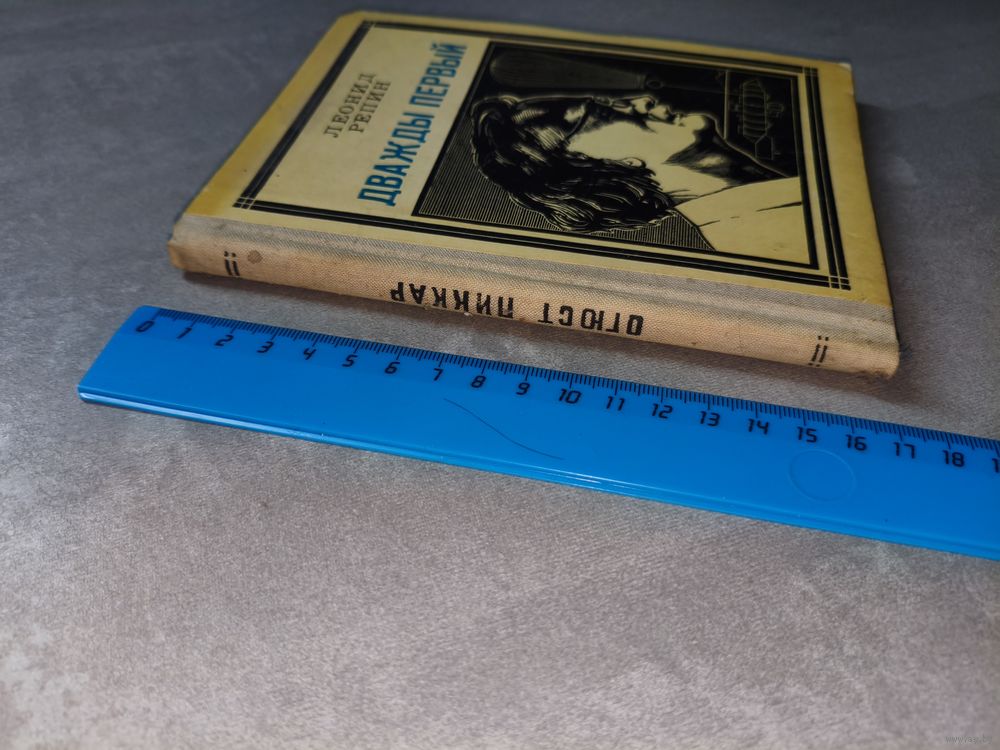 ЛЕОНИД
РЕПИН
ДВАЖДЫ ПЕРВЫЙ
ОГЮСТ ПИККАР
0 1 2 3 4 5 6 7 8 9 10 11 12 13 14 15 16 17 18